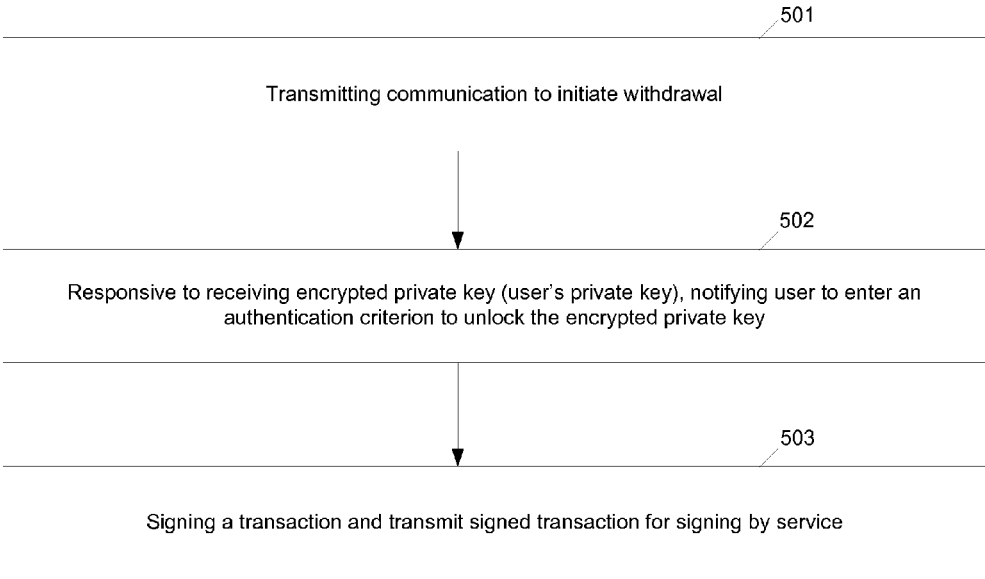 501
Transmitting communication to initiate withdrawal
502
Responsive to receiving encrypted private key (user's private key), notifying user to enter an
authentication criterion to unlock the encrypted private key
503
Signing a transaction and transmit signed transaction for signing by service